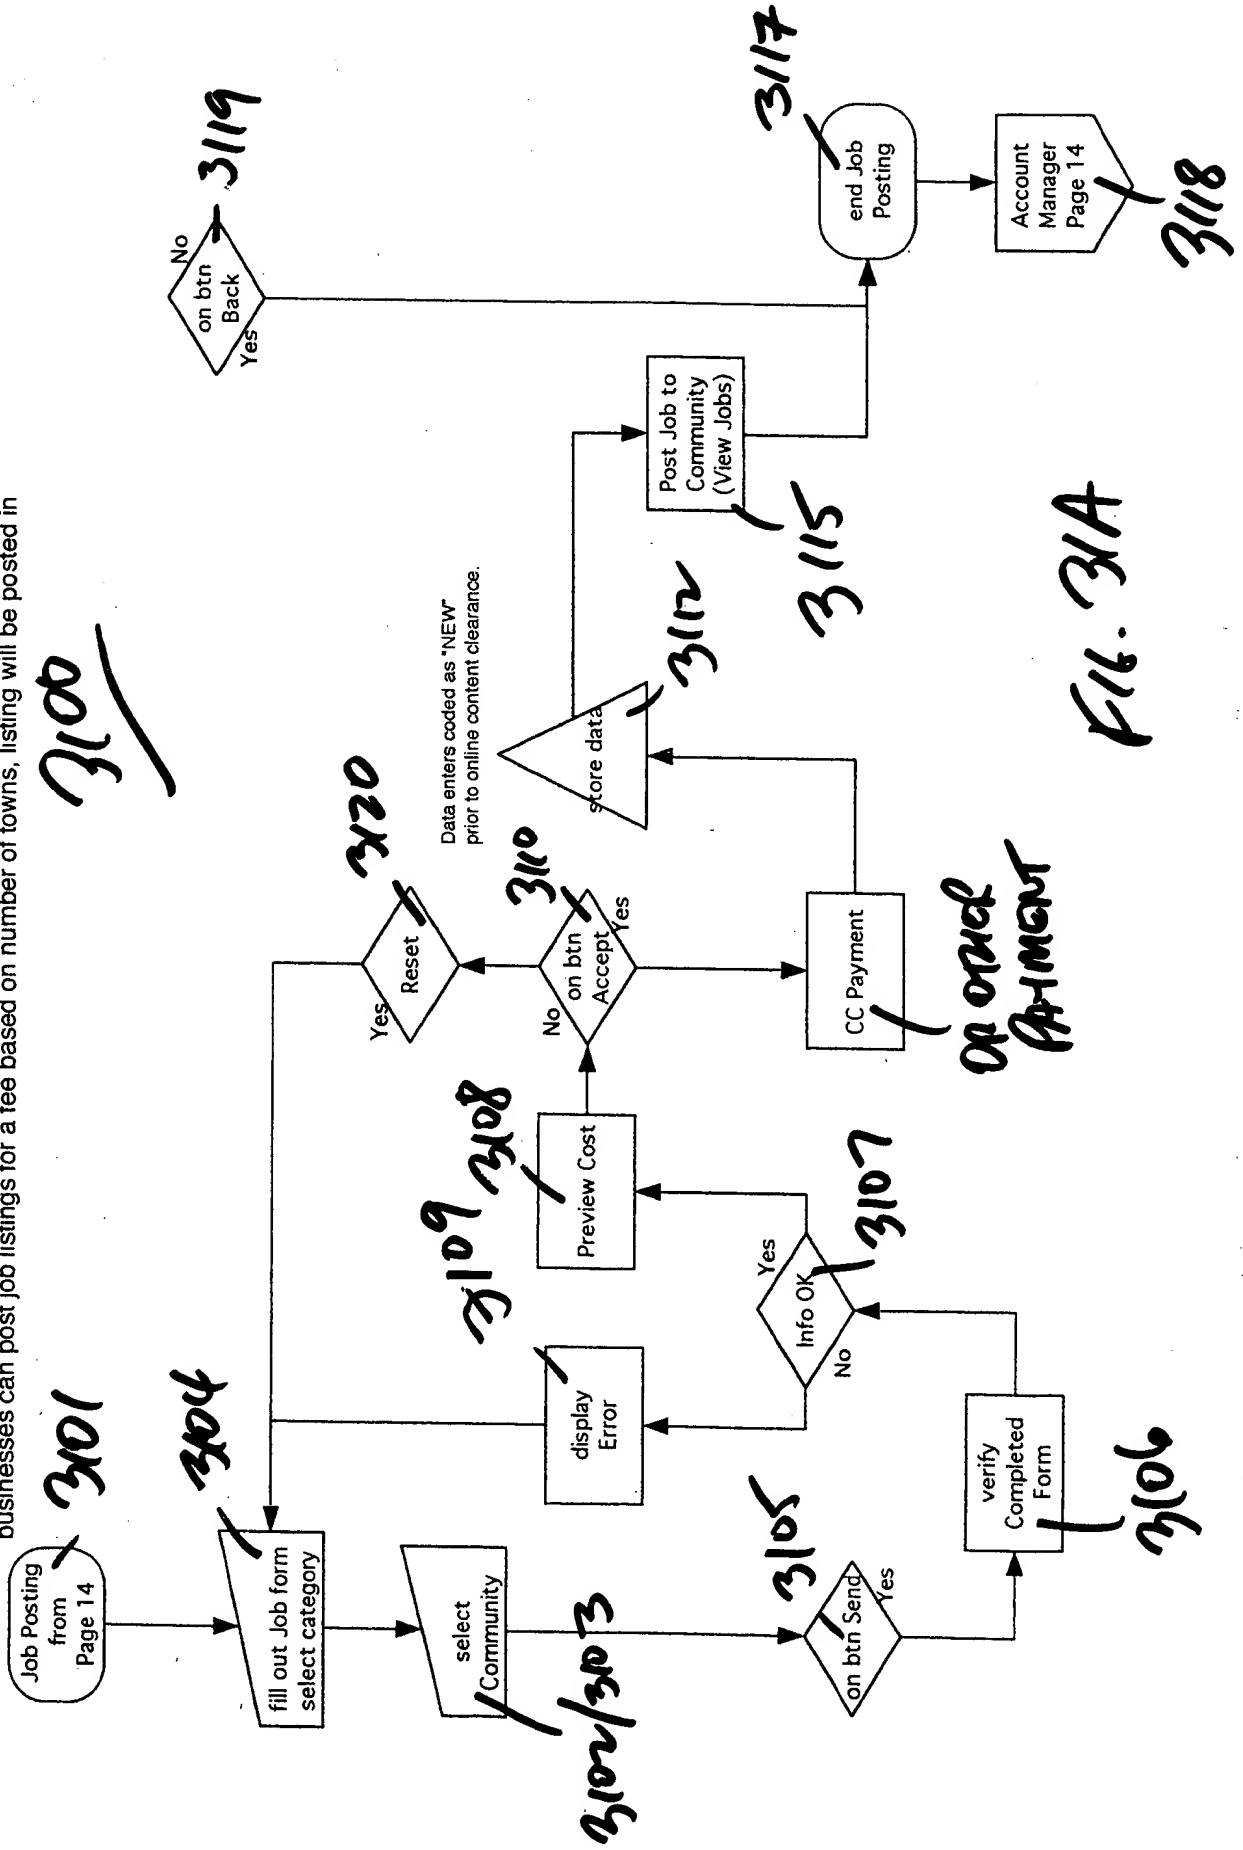 businesses can post job listings for a fee based on number of towns, listing will be posted in
3100
Job Posting
from
Page 14
3101
fill out Job form
select category
3104
select
Community
3102/3103
on btn Send
Yes
3105
verify
Completed
Form
3106
Info OK
Yes
No
3107
display
Error
3109
Preview Cost
3108
on btn
Accept
No
Yes
3110
Reset
Yes
3120
CC Payment
OR OTHER
PAYMENT
Data enters coded as "NEW"
prior to online content clearance.
store data
3112
Post Job to
Community
(View Jobs)
3115
on btn
Back
No
Yes
3119
end Job
Posting
3117
Account
Manager
Page 14
3118
FIG. 31A